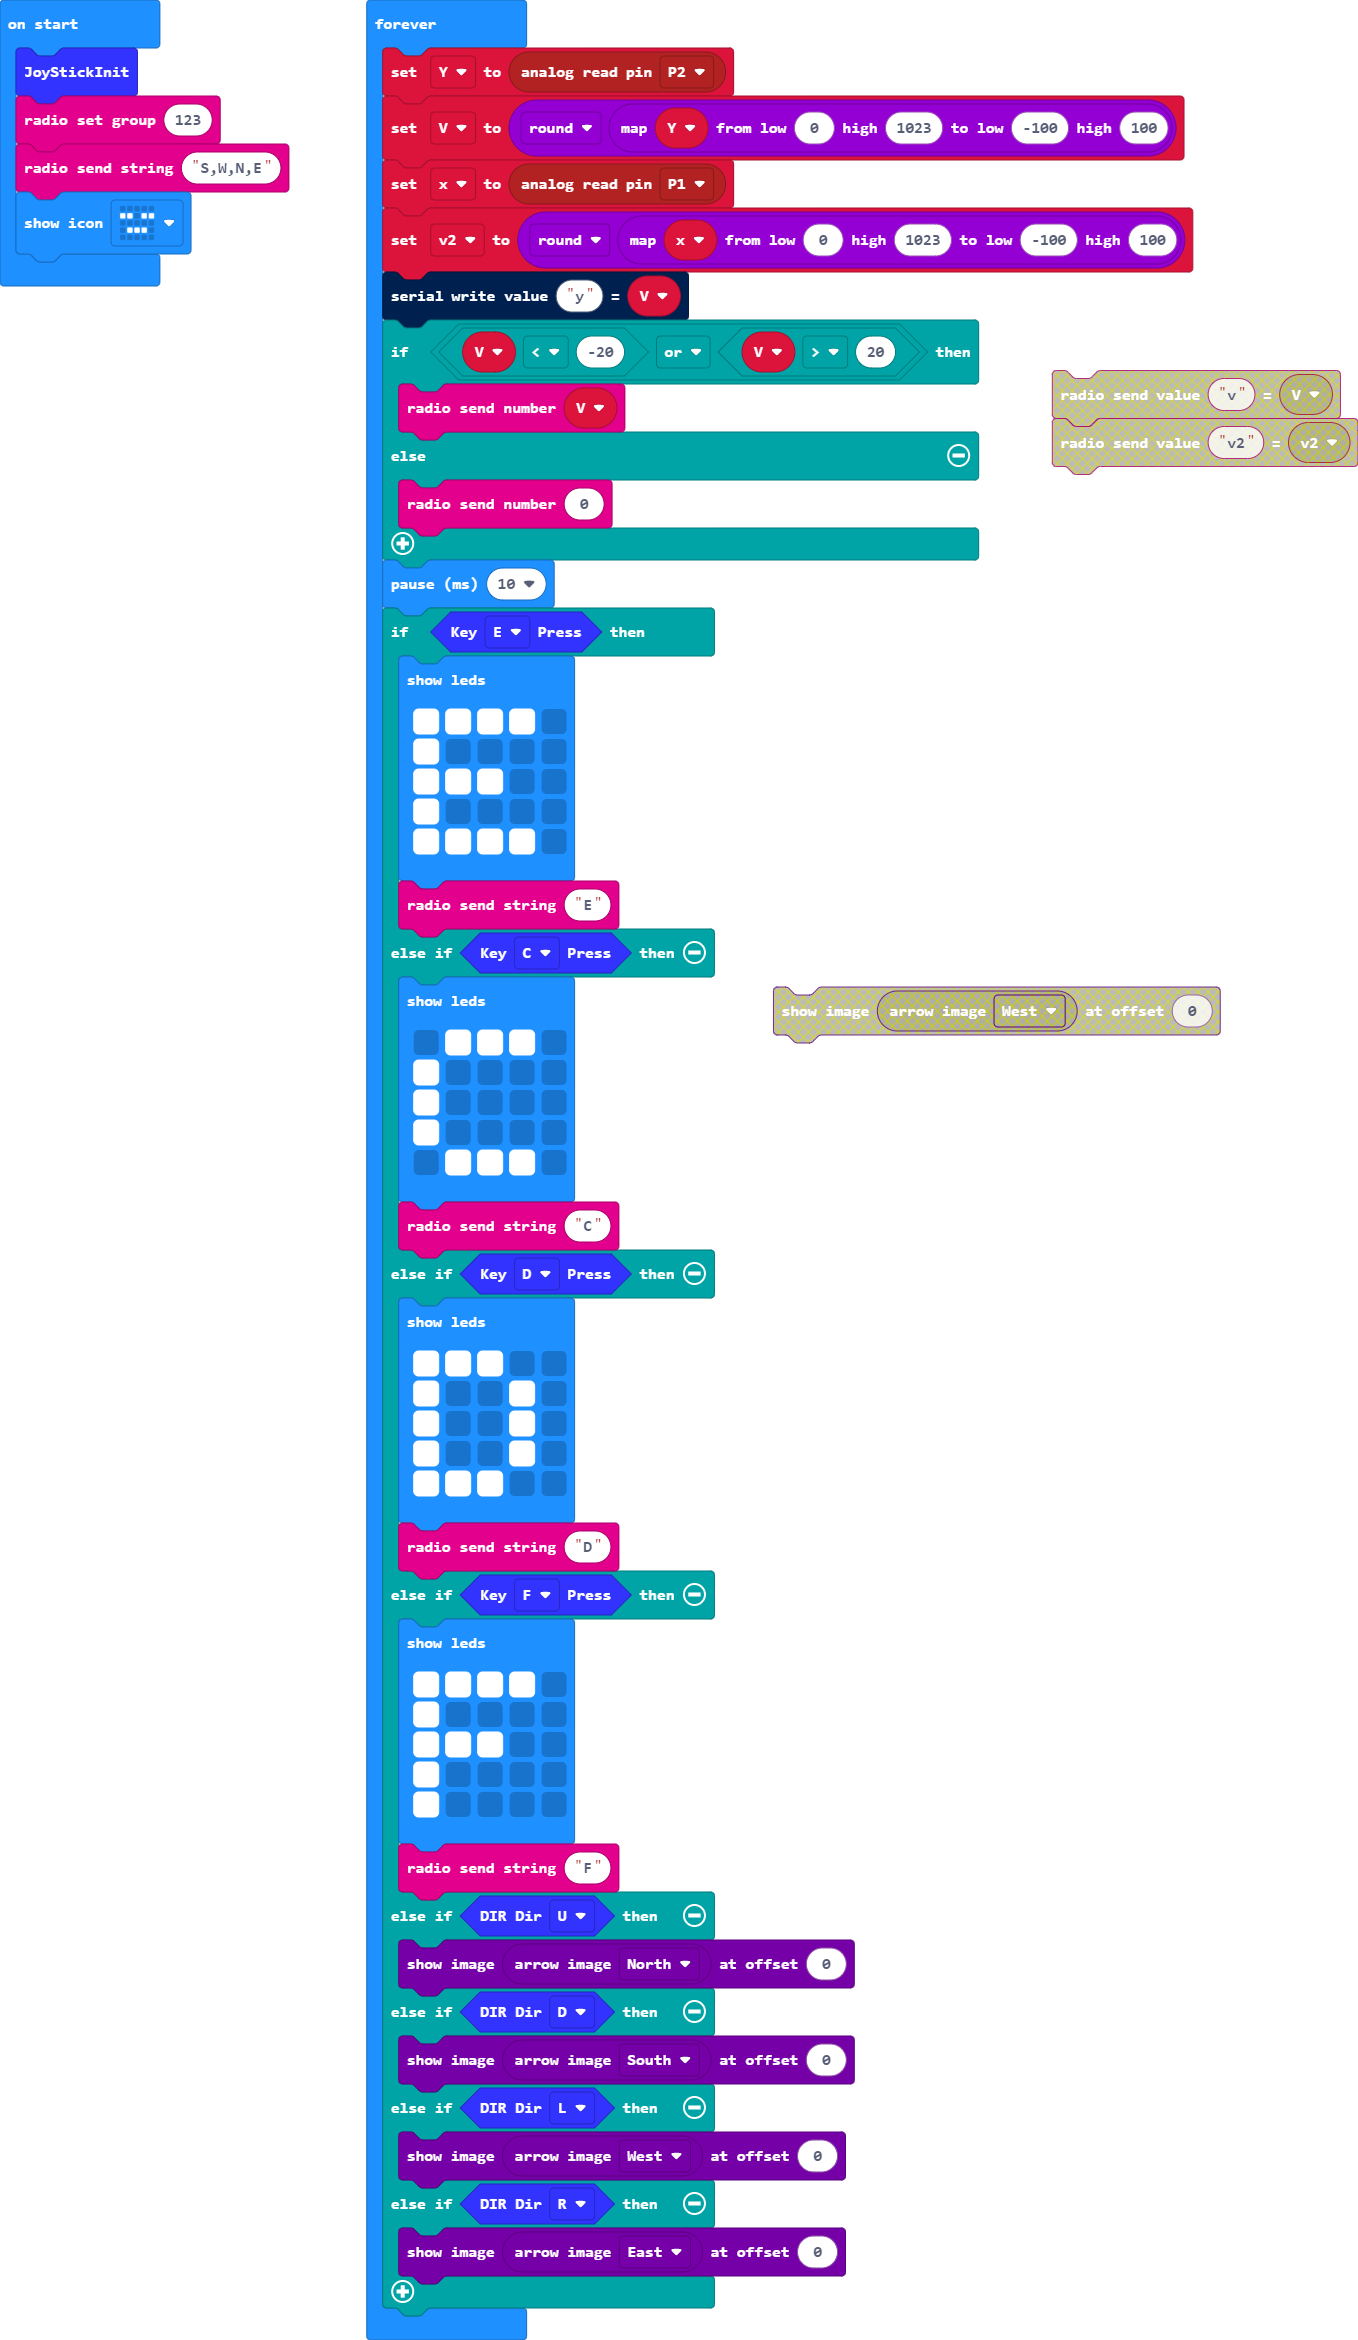 on start
JoyStickInit
radio set group 123
radio send string "S,W,N,E"
show icon
forever
set Y to analog read pin P2
set V to round map Y from low 0 high 1023 to low -100 high 100
set x to analog read pin P1
set v2 to round map x from low 0 high 1023 to low -100 high 100
serial write value "y" = V
if V < -20 or V > 20 then
radio send number V
else
radio send number 0
pause (ms) 10
if Key E Press then
show leds
radio send string "E"
else if Key C Press then
show leds
radio send string "C"
else if Key D Press then
show leds
radio send string "D"
else if Key F Press then
show leds
radio send string "F"
else if DIR Dir U then
show image arrow image North at offset 0
else if DIR Dir D then
show image arrow image South at offset 0
else if DIR Dir L then
show image arrow image West at offset 0
else if DIR Dir R then
show image arrow image East at offset 0
radio send value "v" = V
radio send value "v2" = v2
show image arrow image West at offset 0